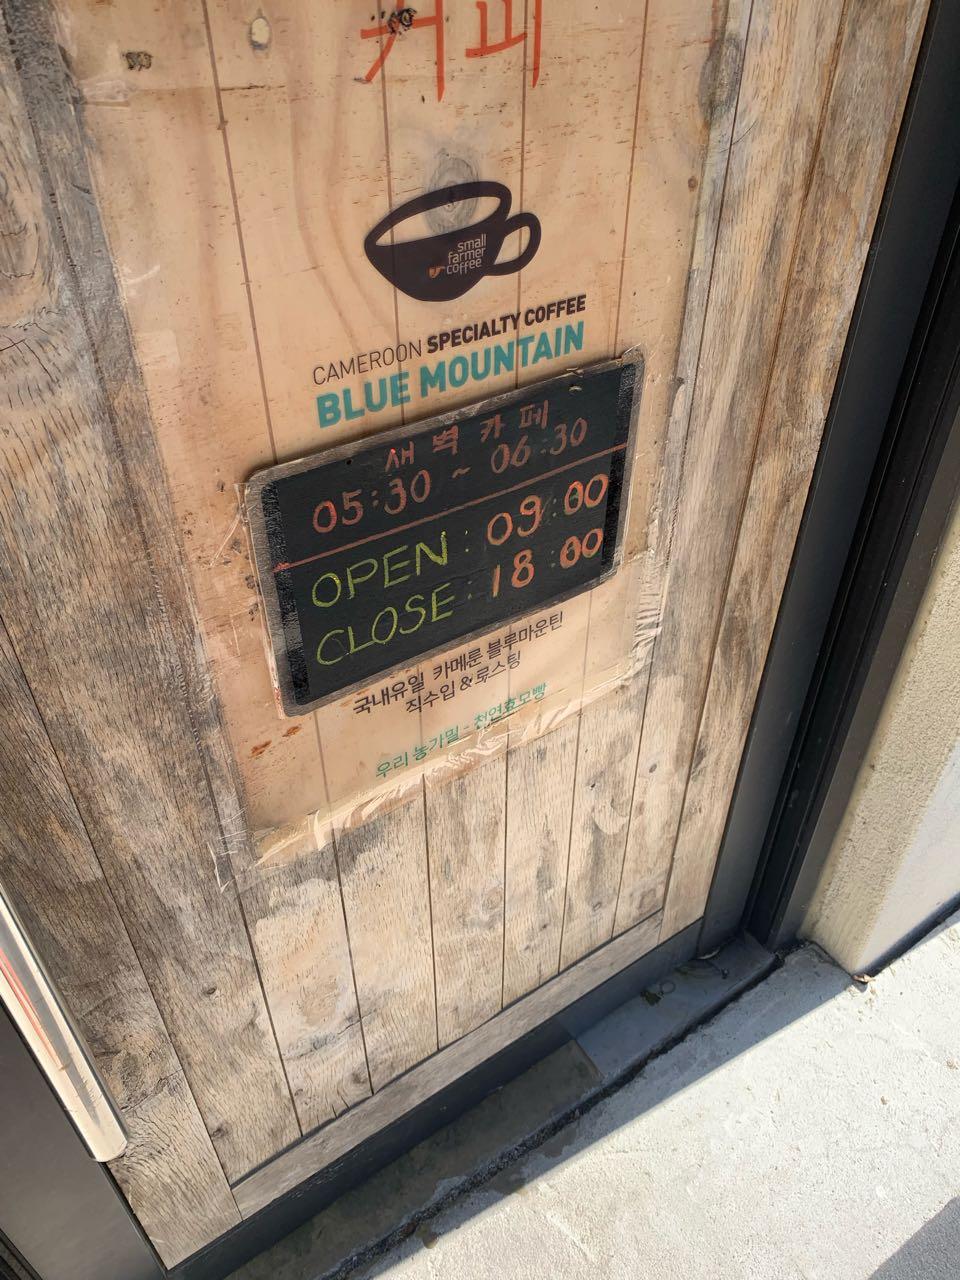 커피
small
farmer
coffee
CAMEROON SPECIALTY COFFEE
BLUE MOUNTAIN
새벽 카페
05:30 ~ 06:30
OPEN : 09:00
CLOSE : 18:00
국내유일 카메룬 블루마운틴
직수입 & 로스팅
우리 농가밀 - 천연효모빵